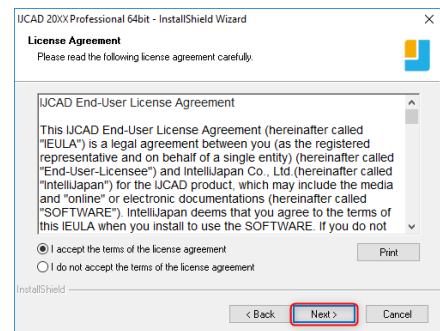 IJCAD 20XX Professional 64bit - InstallShield Wizard
License Agreement
Please read the following license agreement carefully.
IJCAD End-User License Agreement
This IJCAD End-User License Agreement (hereinafter called
"IEULA") is a legal agreement between you (as the registered
representative and on behalf of a single entity) (hereinafter called
"End-User-Licensee") and IntelliJapan Co., Ltd.(hereinafter called
"IntelliJapan") for the IJCAD product, which may include the media
and "online" or electronic documentations (hereinafter called
"SOFTWARE"). IntelliJapan deems that you agree to the terms of
this IEULA when you install to use the SOFTWARE. If you do not
I accept the terms of the license agreement
Print
I do not accept the terms of the license agreement
InstallShield
< Back
Next >
Cancel